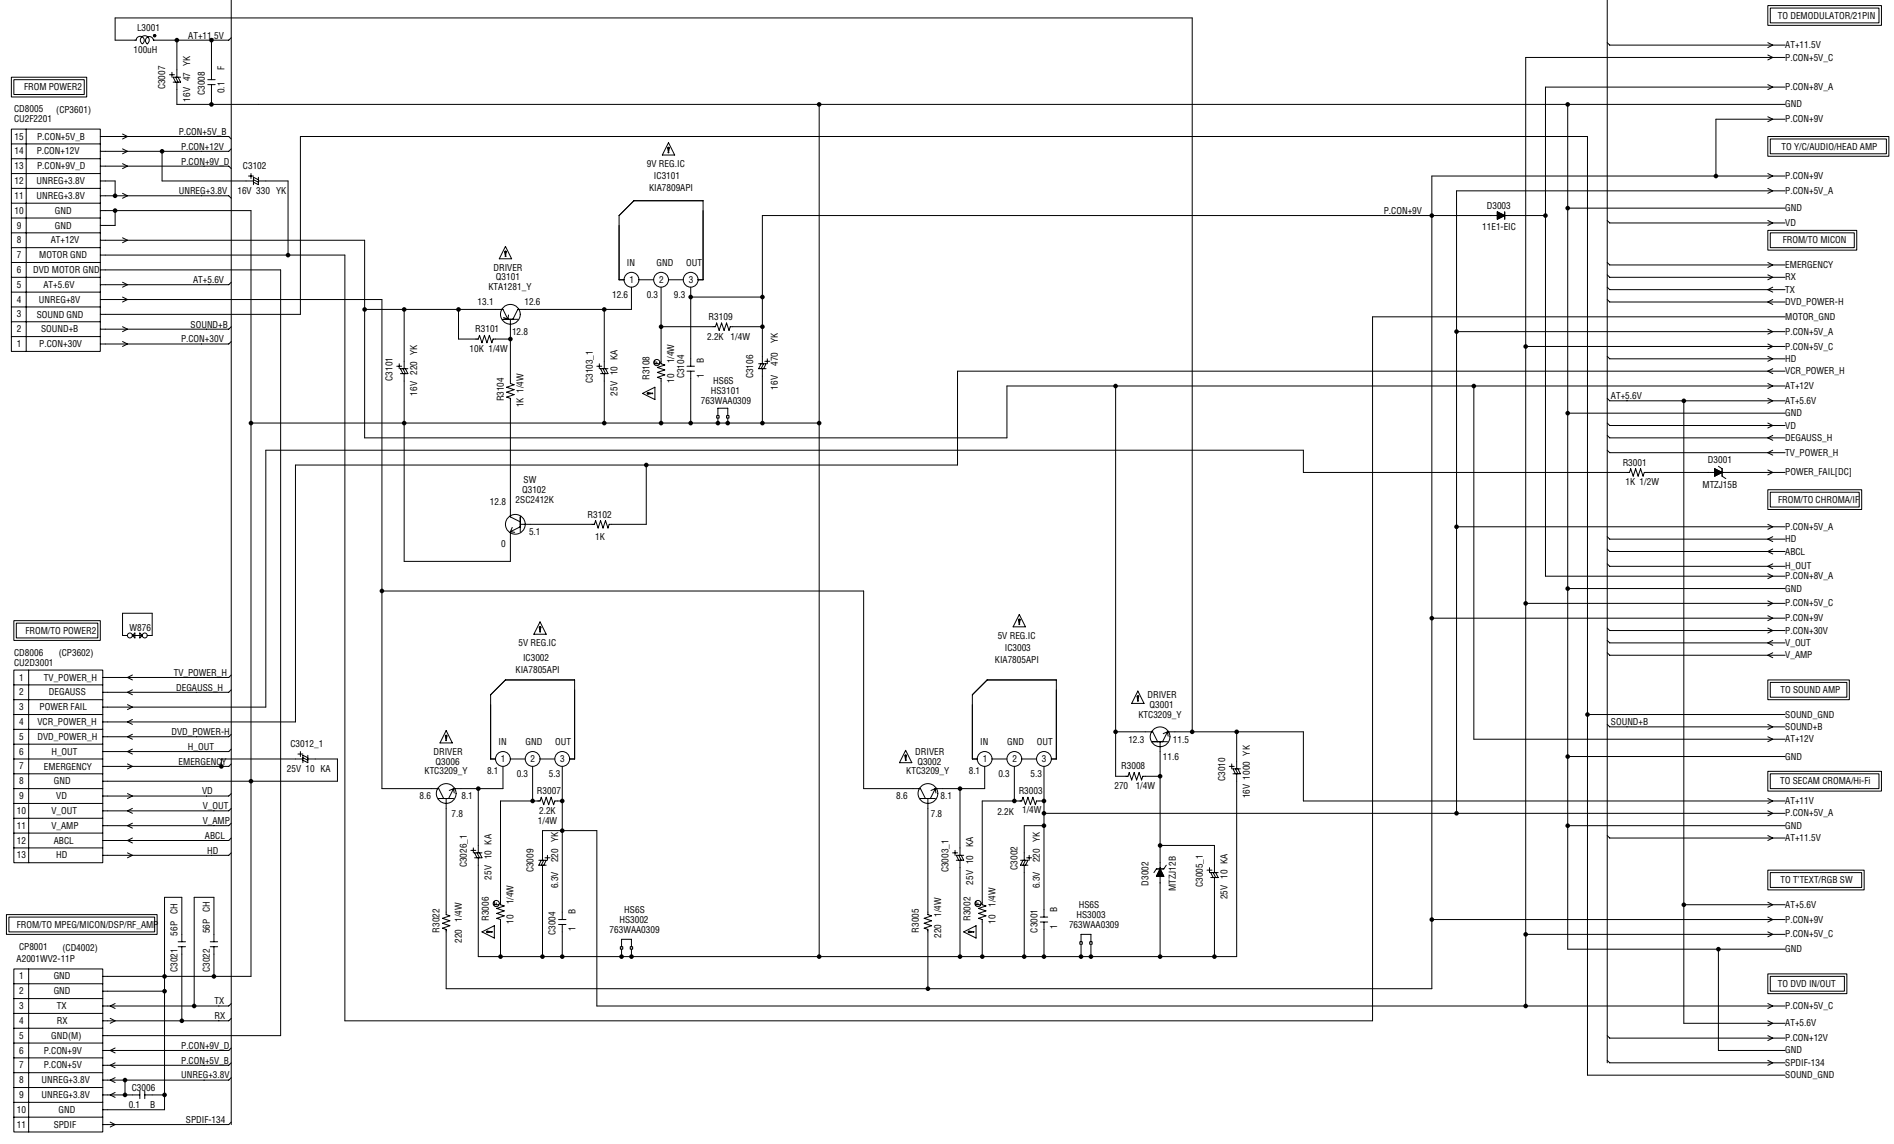 L3001
100uH
AT+11.5V
C3007
16V 47 YK
C3008
0.1 F
FROM POWER2
CD8005 (CP3601)
CU2F2201
15 P.CON+5V_B
14 P.CON+12V
13 P.CON+9V_D
12 UNREG+3.8V
11 UNREG+3.8V
10 GND
9 GND
8 AT+12V
7 MOTOR GND
6 DVD MOTOR GND
5 AT+5.6V
4 UNREG+8V
3 SOUND GND
2 SOUND+B
1 P.CON+30V
P.CON+5V_B
P.CON+12V
P.CON+9V_D
UNREG+3.8V
AT+5.6V
SOUND+B
P.CON+30V
C3102
16V 330 YK
9V REG.IC
IC3101
KIA7809API
IN GND OUT
1 2 3
12.6 0.3 9.3
DRIVER
Q3101
KTA1281_Y
13.1 12.6
12.8
R3101
10K 1/4W
C3101
16V 220 YK
R3104
1K 1/4W
C3103_1
25V 10 KA
R3108
10 1/4W
C3104
1 B
R3109
2.2K 1/4W
C3106
16V 470 YK
HS6S
HS3101
763WAA0309
SW
Q3102
2SC2412K
12.8
5.1
0
R3102
1K
P.CON+9V
D3003
11E1-EIC
FROM/TO POWER2
W876
CD8006 (CP3602)
CU2D3001
1 TV_POWER_H
2 DEGAUSS
3 POWER FAIL
4 VCR_POWER_H
5 DVD_POWER_H
6 H_OUT
7 EMERGENCY
8 GND
9 VD
10 V_OUT
11 V_AMP
12 ABCL
13 HD
TV_POWER_H
DEGAUSS_H
DVD_POWER-H
H_OUT
EMERGENCY
VD
V_OUT
V_AMP
ABCL
HD
C3012_1
25V 10 KA
5V REG.IC
IC3002
KIA7805API
IN GND OUT
1 2 3
8.1 0.3 5.3
DRIVER
Q3006
KTC3209_Y
8.6 8.1
7.8
R3007
2.2K
1/4W
R3022
220 1/4W
C3026_1
25V 10 KA
R3006
10 1/4W
C3009
6.3V 220 YK
C3004
1 B
HS6S
HS3002
763WAA0309
5V REG.IC
IC3003
KIA7805API
IN GND OUT
1 2 3
8.1 0.3 5.3
DRIVER
Q3002
KTC3209_Y
8.6 8.1
7.8
R3003
2.2K 1/4W
R3005
220 1/4W
C3003_1
25V 10 KA
R3002
10 1/4W
C3002
6.3V 220 YK
C3001
1 B
HS6S
HS3003
763WAA0309
DRIVER
Q3001
KTC3209_Y
12.3 11.5
11.6
R3008
270 1/4W
C3010
16V 1000 YK
D3002
MTZJ12B
C3005_1
25V 10 KA
FROM/TO MPEG/MICON/DSP/RF_AMP
CP8001 (CD4002)
A2001WV2-11P
1 GND
2 GND
3 TX
4 RX
5 GND(M)
6 P.CON+9V
7 P.CON+5V
8 UNREG+3.8V
9 UNREG+3.8V
10 GND
11 SPDIF
C3021 56P CH
C3022 56P CH
TX
RX
P.CON+9V_D
P.CON+5V_B
UNREG+3.8V
C3006
0.1 B
SPDIF-134
TO DEMODULATOR/21PIN
AT+11.5V
P.CON+5V_C
P.CON+8V_A
GND
P.CON+9V
TO Y/C/AUDIO/HEAD AMP
P.CON+9V
P.CON+5V_A
GND
VD
FROM/TO MICON
EMERGENCY
RX
TX
DVD_POWER-H
MOTOR_GND
P.CON+5V_A
P.CON+5V_C
HD
VCR_POWER_H
AT+12V
AT+5.6V
AT+5.6V
GND
VD
DEGAUSS_H
TV_POWER_H
R3001
1K 1/2W
D3001
MTZJ15B
POWER_FAIL[DC]
FROM/TO CHROMA/IF
P.CON+5V_A
HD
ABCL
H_OUT
P.CON+8V_A
GND
P.CON+5V_C
P.CON+9V
P.CON+30V
V_OUT
V_AMP
TO SOUND AMP
SOUND_GND
SOUND+B
SOUND+B
AT+12V
GND
TO SECAM CROMA/Hi-Fi
AT+11V
P.CON+5V_A
GND
AT+11.5V
TO T'TEXT/RGB SW
AT+5.6V
P.CON+9V
P.CON+5V_C
GND
TO DVD IN/OUT
P.CON+5V_C
AT+5.6V
P.CON+12V
GND
SPDIF-134
SOUND_GND